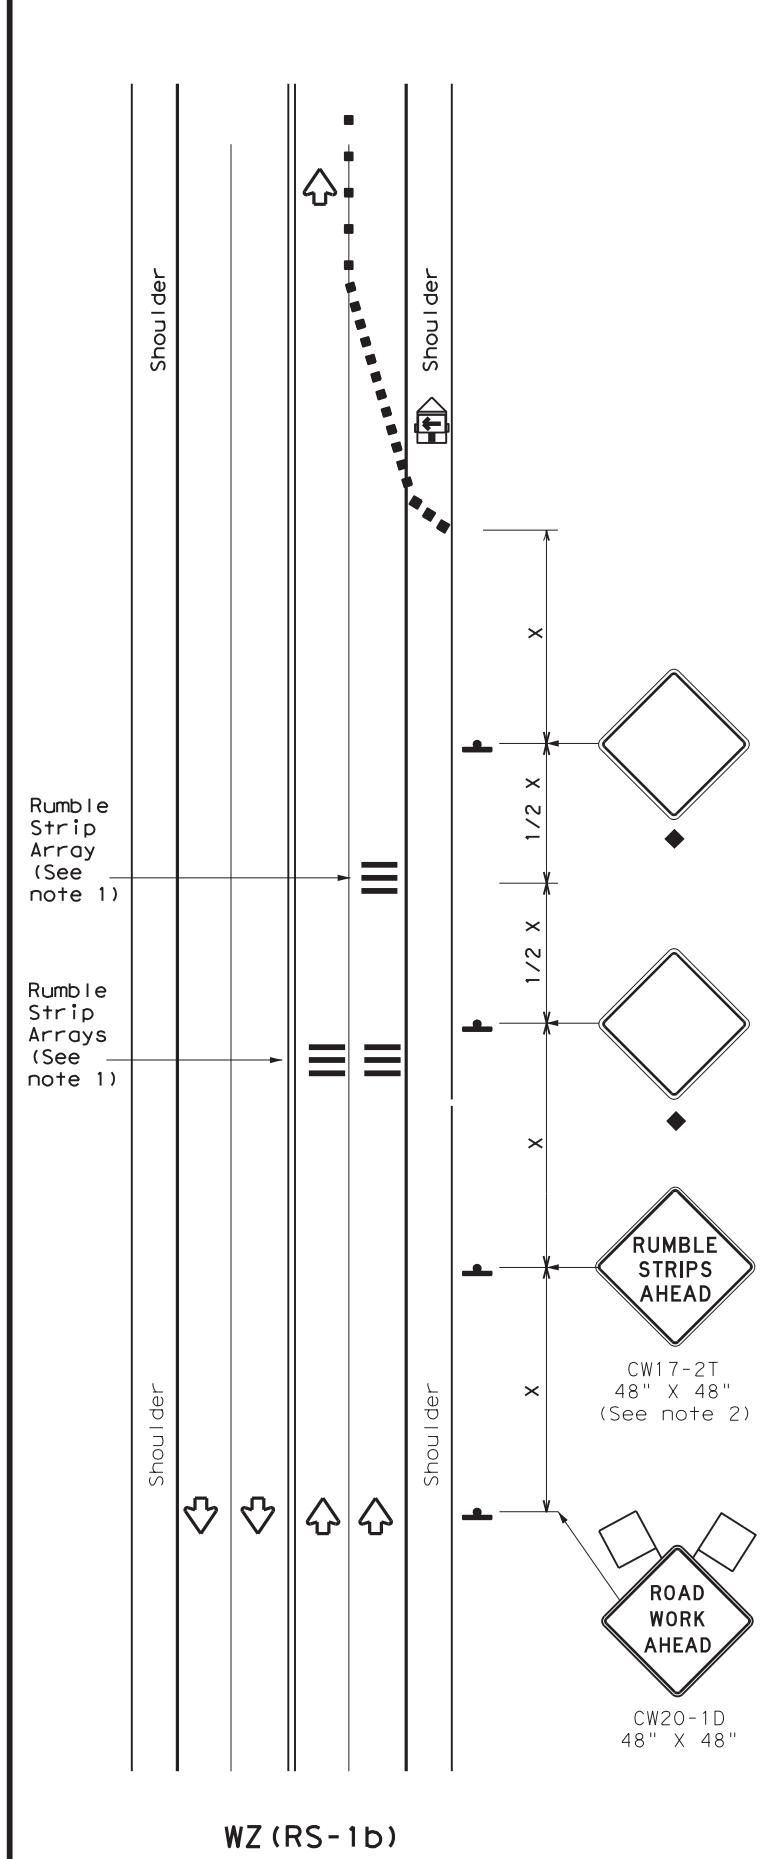 Shoulder
Shoulder
X
1/2 X
Rumble
Strip
Array
(See
note 1)
1/2 X
Rumble
Strip
Arrays
(See
note 1)
X
RUMBLE
STRIPS
AHEAD
CW17-2T
48" X 48"
(See note 2)
X
Shoulder
Shoulder
ROAD
WORK
AHEAD
CW20-1D
48" X 48"
WZ(RS-1b)